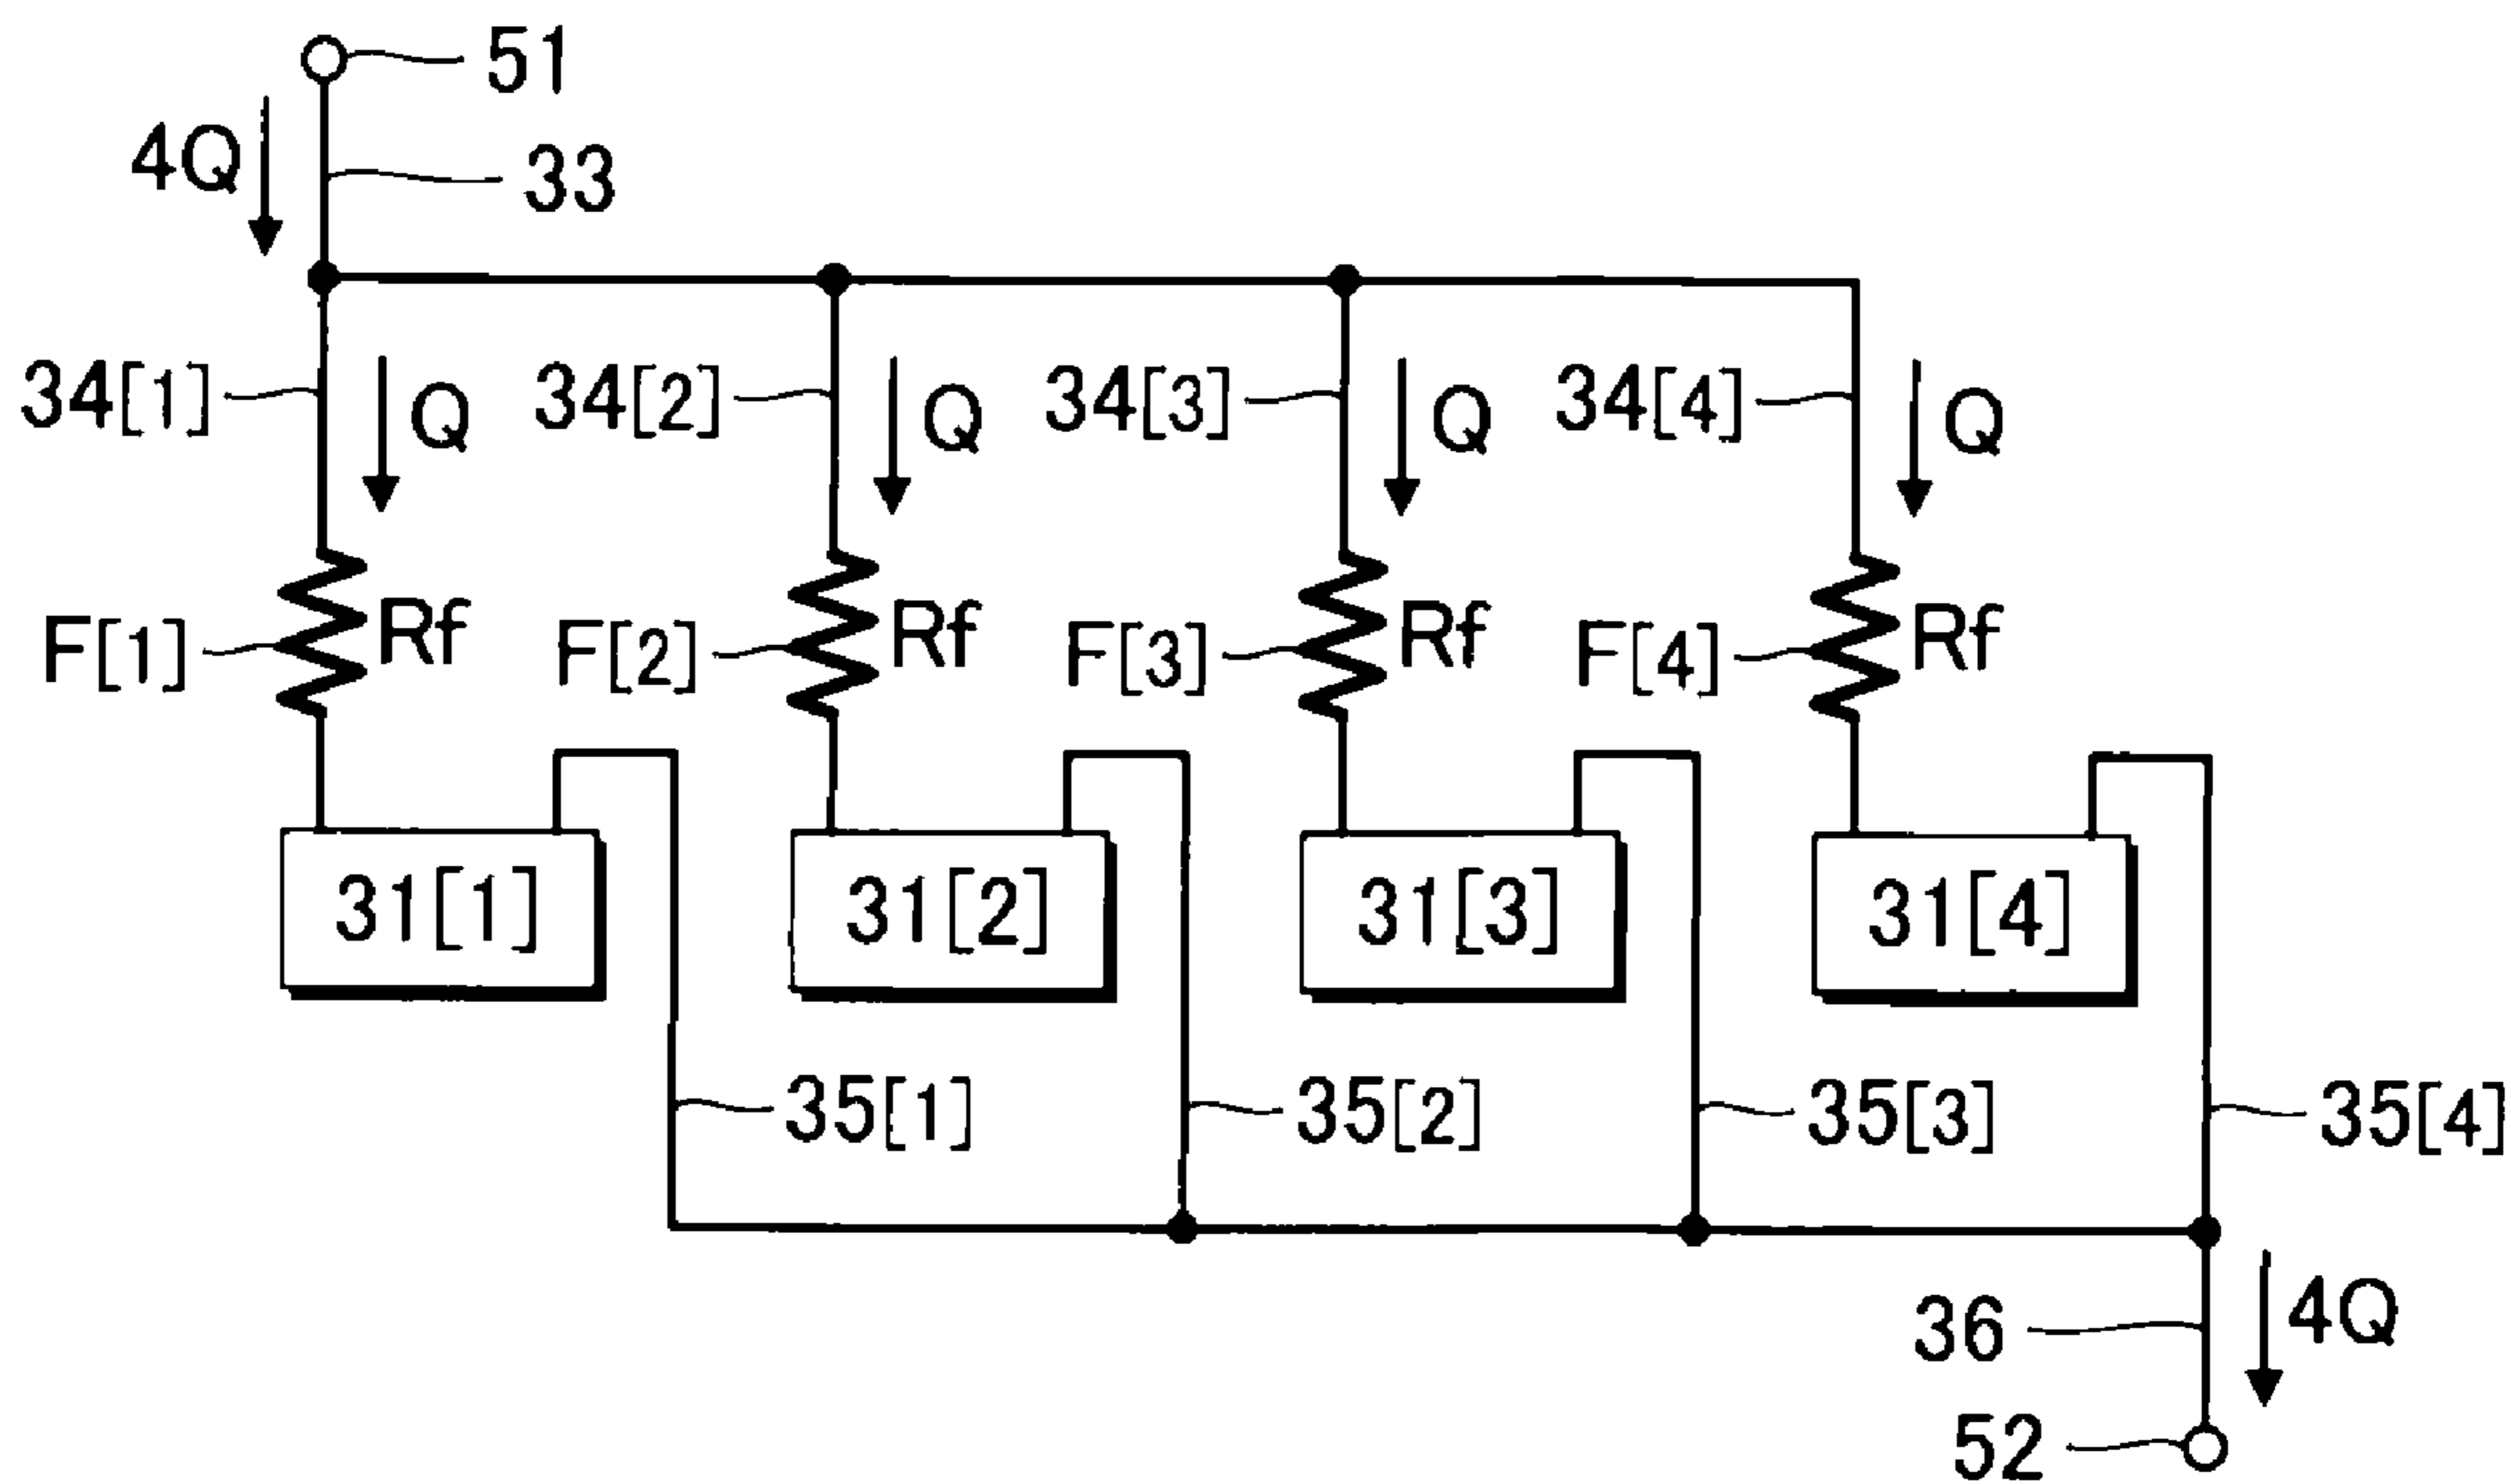 51
4Q
33
34[1] Q 34[2] Q 34[3] Q 34[4] Q
F[1] Rf F[2] Rf F[3] Rf F[4] Rf
31[1] 31[2] 31[3] 31[4]
35[1] 35[2] 35[3] 35[4]
36 4Q
52